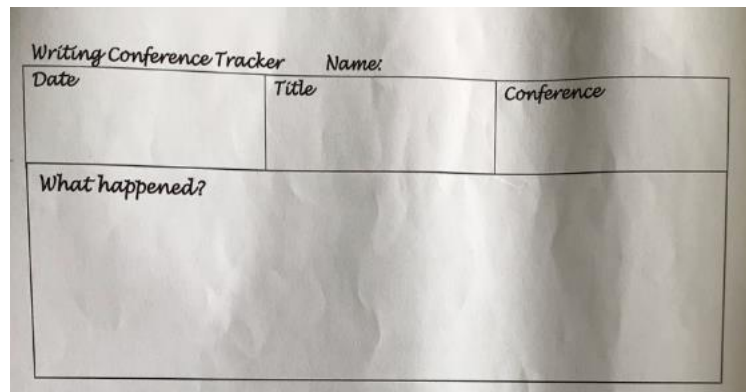 Writing Conference Tracker Name:
Date Title Conference
What happened?